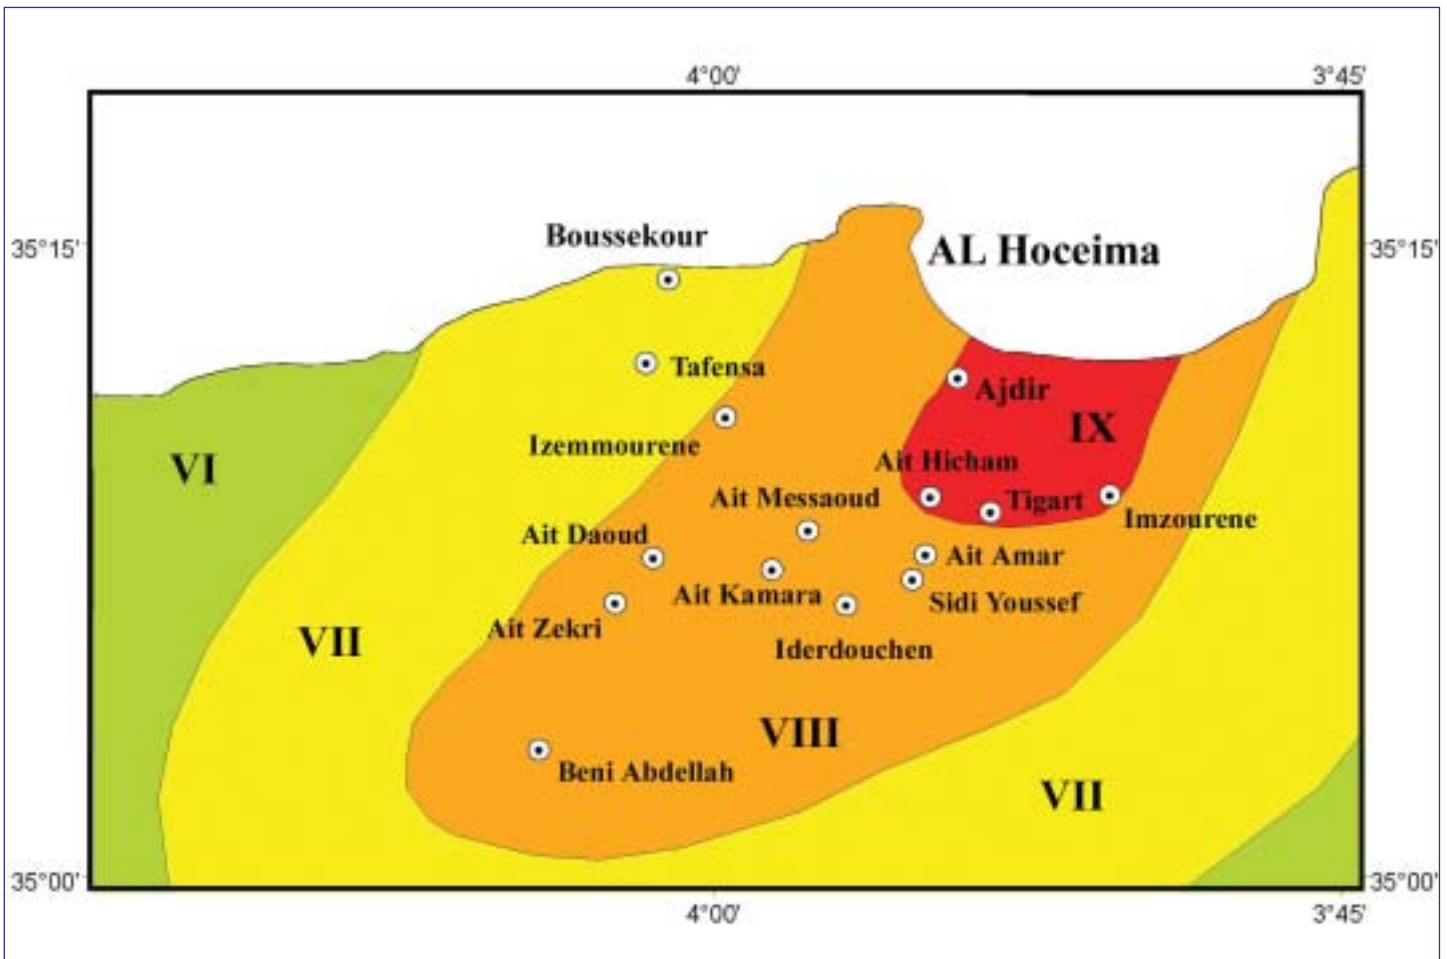 4°00'
3°45'
35°15'
Boussekour
AL Hoceima
35°15'
Tafensa
Ajdir
IX
Izemmourene
Ait Hicham
VI
Ait Messaoud
Tigart
Imzourene
Ait Daoud
Ait Amar
Ait Kamara
Sidi Youssef
Ait Zekri
VII
Iderdouchen
VIII
Beni Abdellah
VII
35°00'
35°00'
4°00'
3°45'